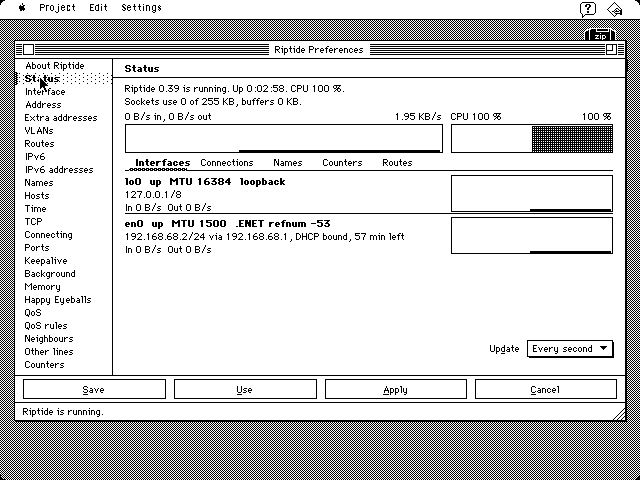 Project Edit Settings
zip
Riptide Preferences
About Riptide
Status
Interface
Address
Extra addresses
VLANs
Routes
IPv6
IPv6 addresses
Names
Hosts
Time
TCP
Connecting
Ports
Keepalive
Background
Memory
Happy Eyeballs
QoS
QoS rules
Neighbours
Other lines
Counters
Status
Riptide 0.39 is running. Up 0:02:58. CPU 100 %.
Sockets use 0 of 255 KB, buffers 0 KB.
0 B/s in, 0 B/s out 1.95 KB/s CPU 100 % 100 %
Interfaces Connections Names Counters Routes
lo0 up MTU 16384 loopback
127.0.0.1/8
In 0 B/s Out 0 B/s
en0 up MTU 1500 .ENET refnum -53
192.168.68.2/24 via 192.168.68.1, DHCP bound, 57 min left
In 0 B/s Out 0 B/s
Update Every second
Save Use Apply Cancel
Riptide is running.